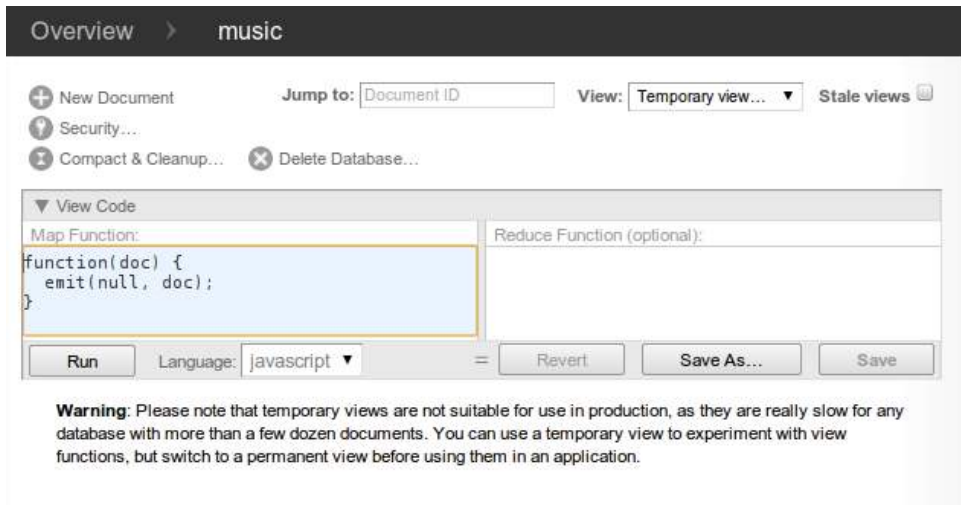 Overview > music
New Document Jump to: Document ID View: Temporary view... ▼ Stale views
Security...
Compact & Cleanup... Delete Database...
▼ View Code
Map Function: Reduce Function (optional):
function(doc) {
  emit(null, doc);
}
Run Language: javascript ▼ = Revert Save As... Save
Warning: Please note that temporary views are not suitable for use in production, as they are really slow for any
database with more than a few dozen documents. You can use a temporary view to experiment with view
functions, but switch to a permanent view before using them in an application.